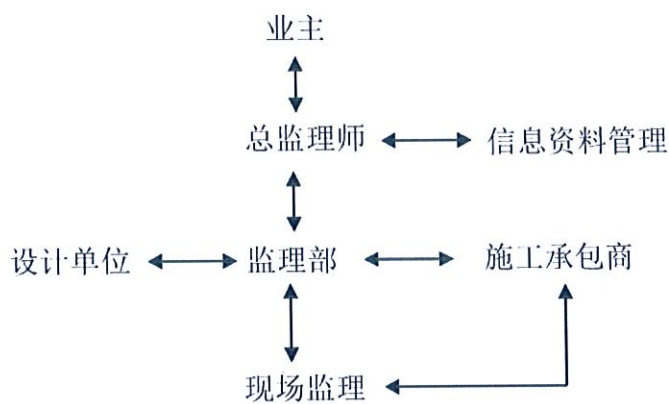 业主
总监理师 信息资料管理
设计单位 监理部 施工承包商
现场监理